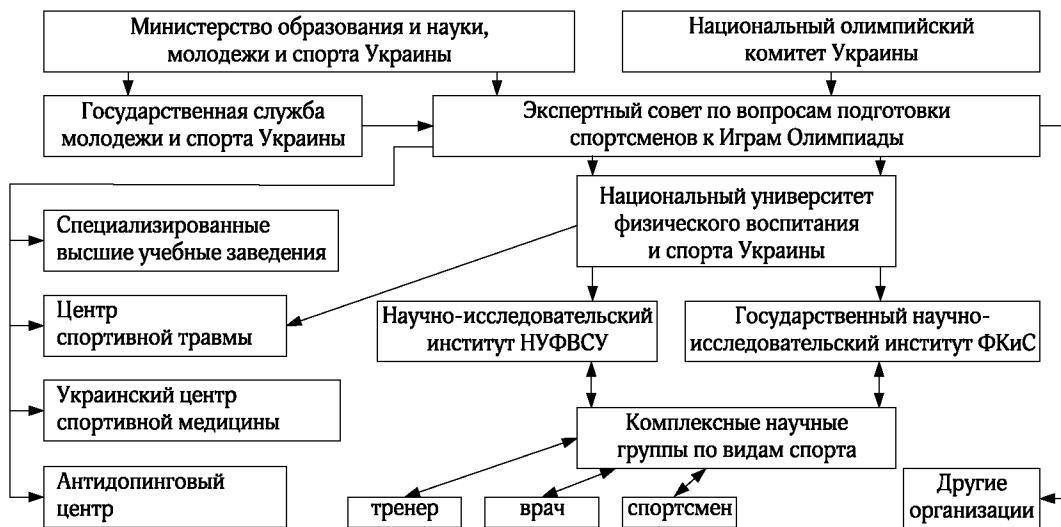 Министерство образования и науки,
молодежи и спорта Украины
Национальный олимпийский
комитет Украины
Государственная служба
молодежи и спорта Украины
Экспертный совет по вопросам подготовки
спортсменов к Играм Олимпиады
Национальный университет
физического воспитания
и спорта Украины
Специализированные
высшие учебные заведения
Центр
спортивной травмы
Научно-исследовательский
институт НУФВСУ
Государственный научно-
исследовательский институт ФКиС
Украинский центр
спортивной медицины
Комплексные научные
группы по видам спорта
Антидопинговый
центр
тренер
врач
спортсмен
Другие
организации